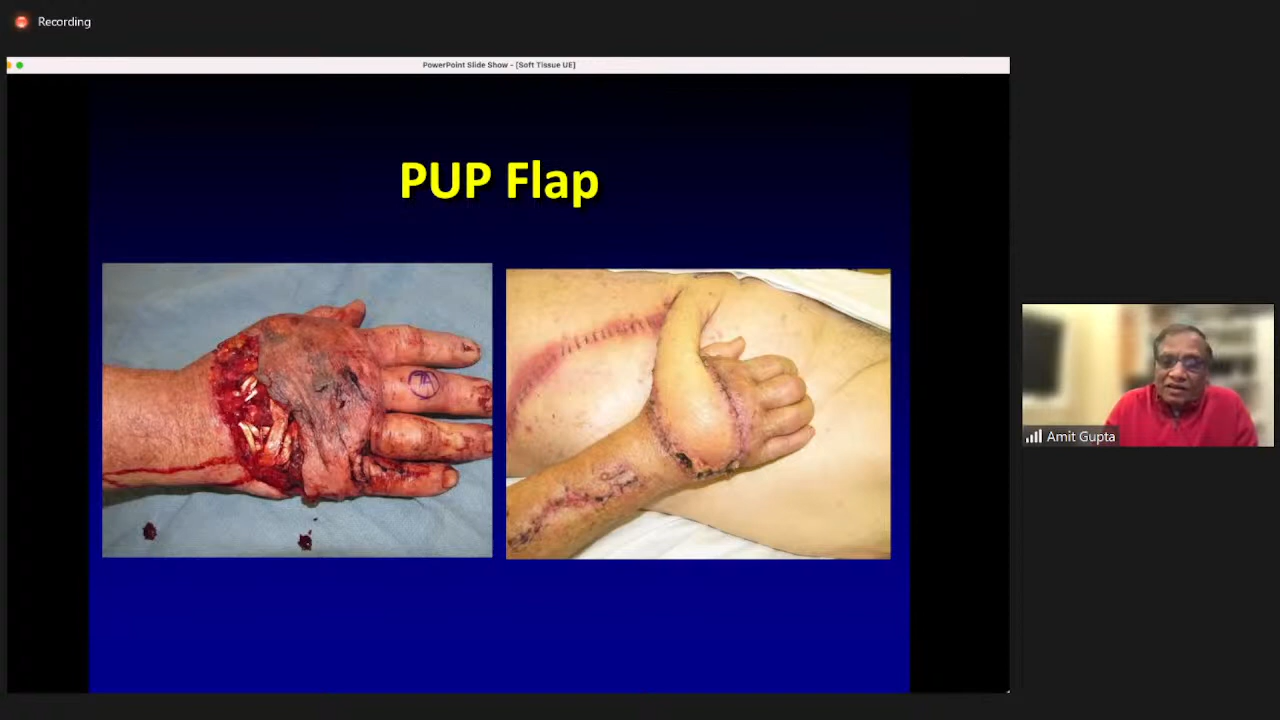 Recording
PowerPoint Slide Show - [Soft Tissue UE]
PUP Flap
Amit Gupta